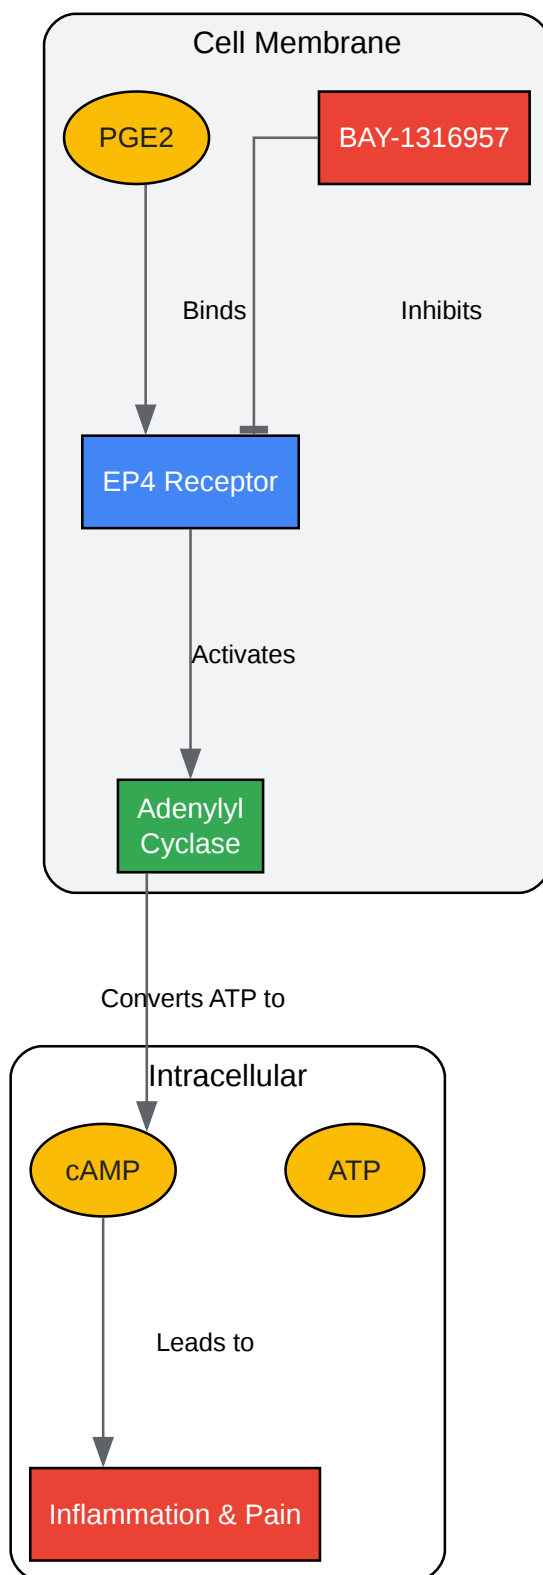 Cell Membrane
PGE2
BAY-1316957
Binds
Inhibits
EP4 Receptor
Activates
Adenylyl
Cyclase
Converts ATP to
Intracellular
cAMP
ATP
Leads to
Inflammation & Pain